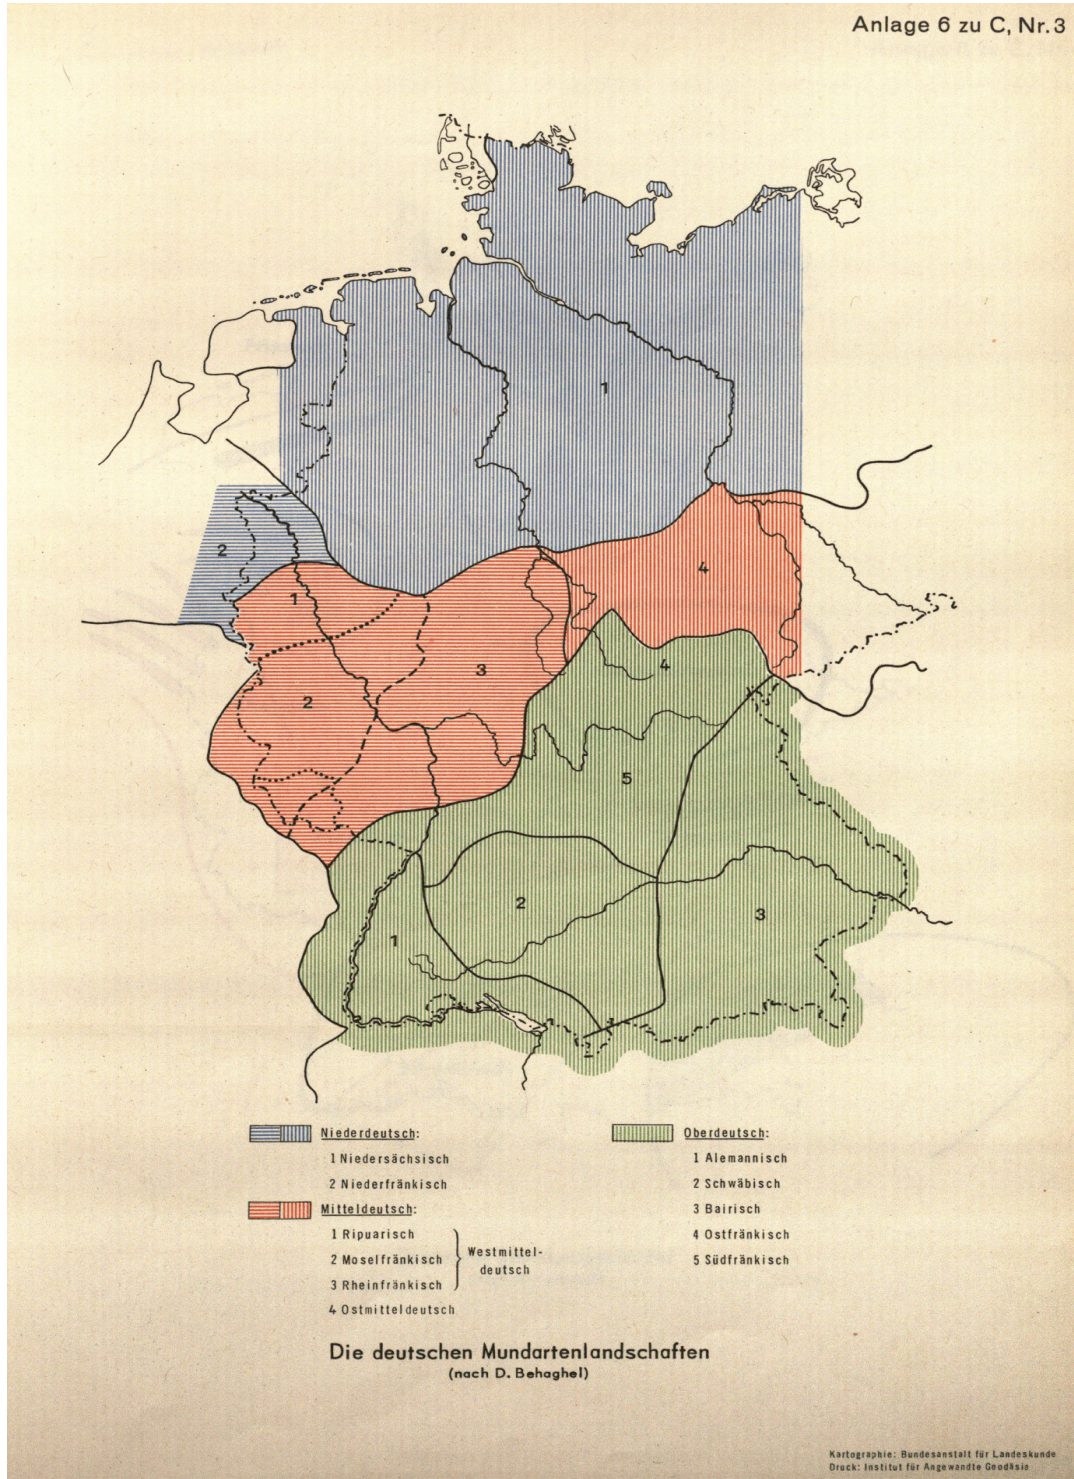 Anlage 6 zu C, Nr. 3
1
2
1
4
3
4
2
5
2
3
1
Niederdeutsch:
1 Niedersächsisch
2 Niederfränkisch
Mitteldeutsch:
1 Ripuarisch
2 Moselfränkisch
3 Rheinfränkisch
Westmittel-
deutsch
4 Ostmitteldeutsch
Oberdeutsch:
1 Alemannisch
2 Schwäbisch
3 Bairisch
4 Ostfränkisch
5 Südfränkisch
Die deutschen Mundartenlandschaften
(nach D. Behaghel)
Kartographie: Bundesanstalt für Landeskunde
Druck: Institut für Angewandte Geodäsie